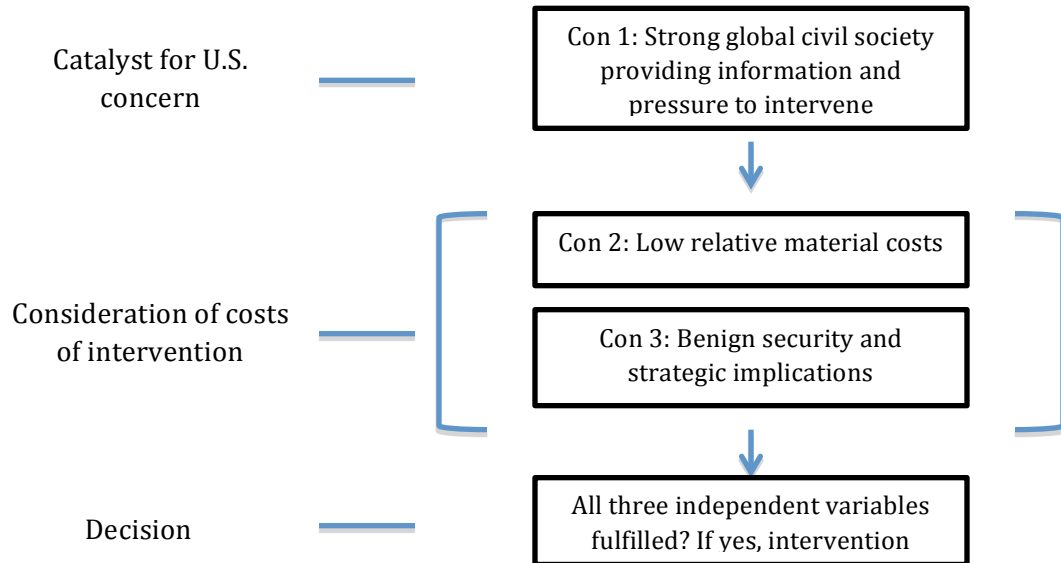 Catalyst for U.S.
concern
Con 1: Strong global civil society
providing information and
pressure to intervene
Con 2: Low relative material costs
Consideration of costs
of intervention
Con 3: Benign security and
strategic implications
Decision
All three independent variables
fulfilled? If yes, intervention